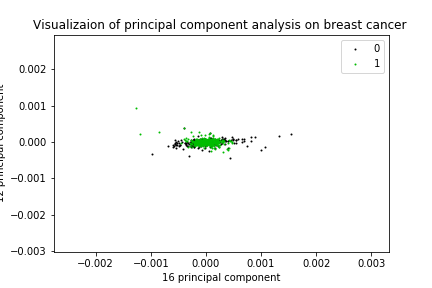 Visualizaion of principal component analysis on breast cancer
0
1
0.002
0.001
0.000
−0.001
−0.002
−0.003
12 principal component
−0.002 −0.001 0.000 0.001 0.002 0.003
16 principal component